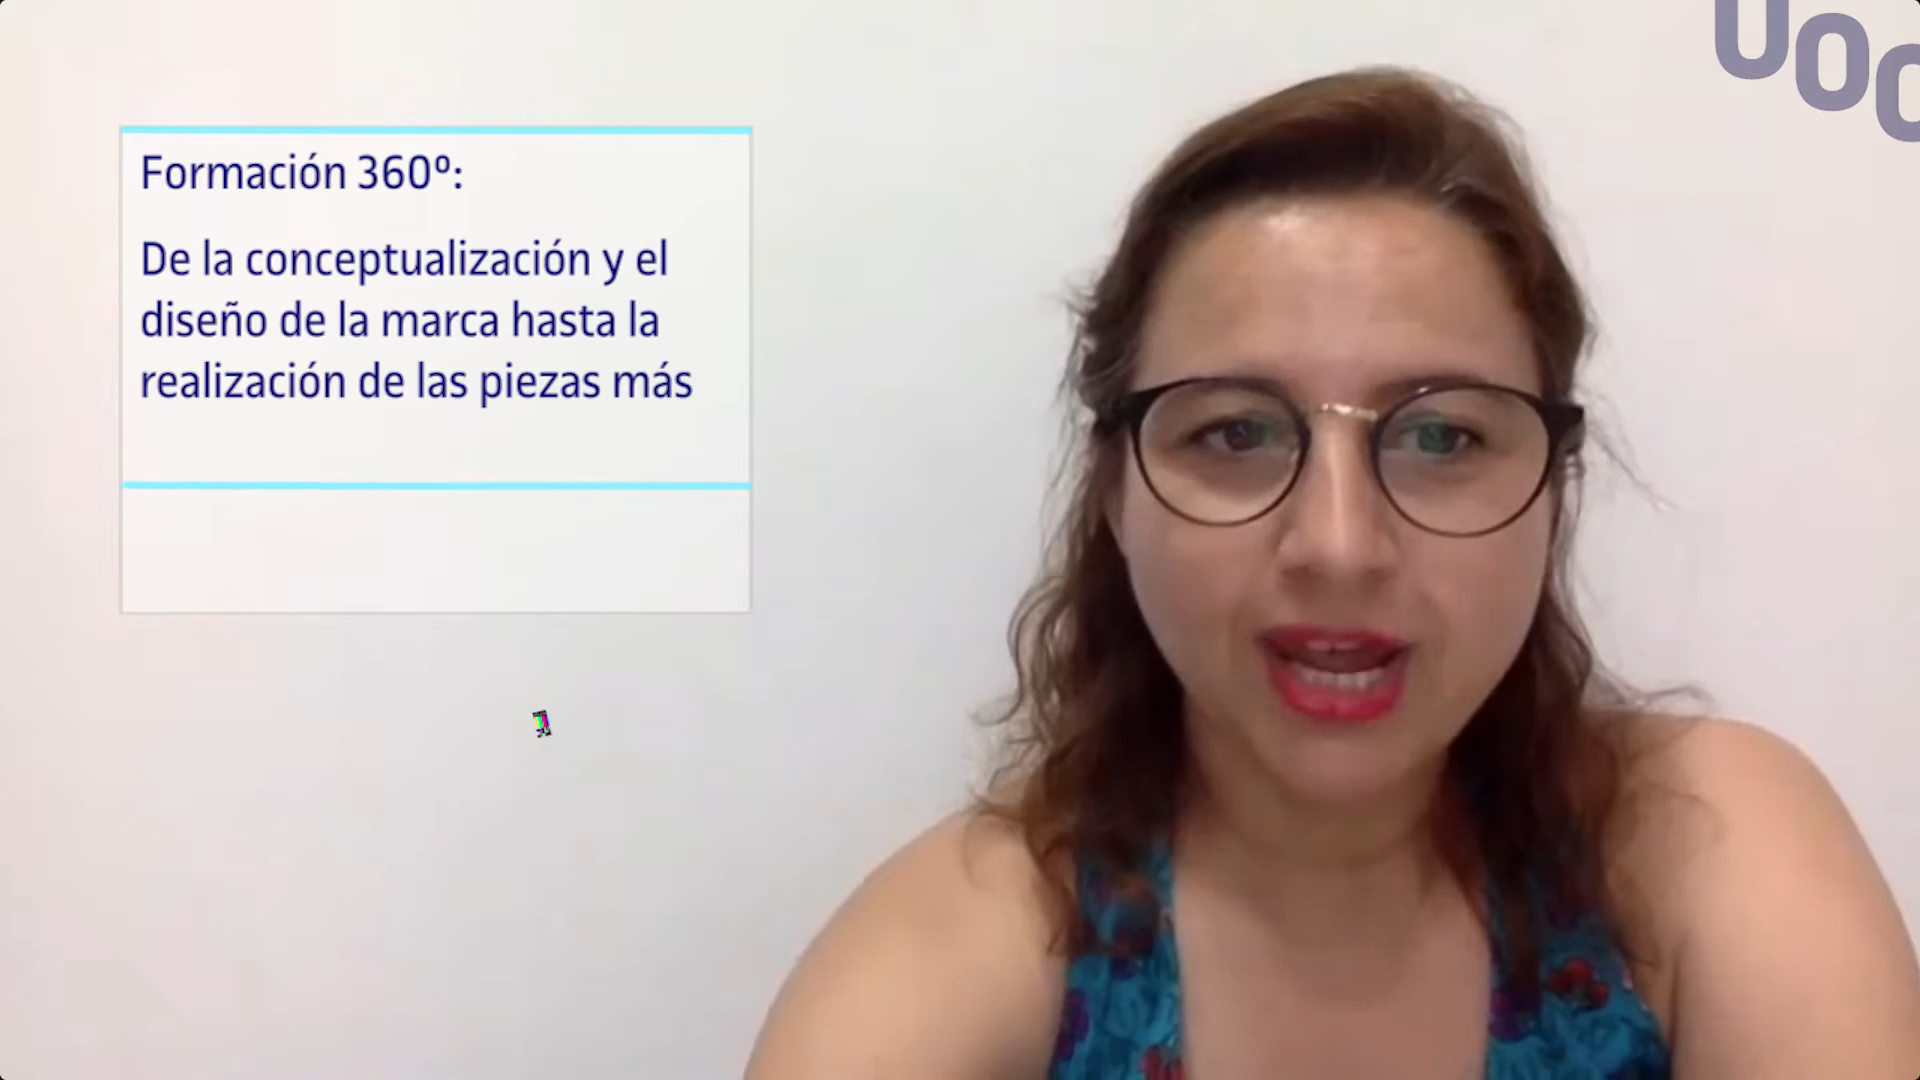 UOC
Formación 360º:
De la conceptualización y el
diseño de la marca hasta la
realización de las piezas más